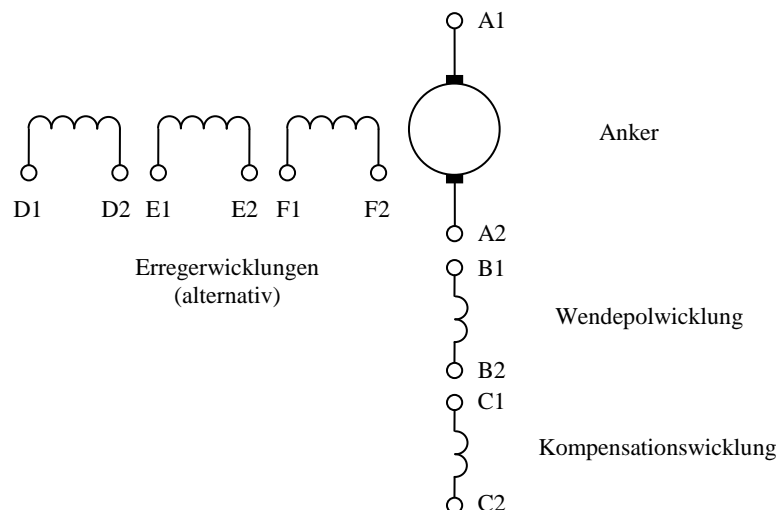 A1
Anker
D1 D2 E1 E2 F1 F2
A2
Erregerwicklungen
(alternativ)
B1
Wendepolwicklung
B2
C1
Kompensationswicklung
C2